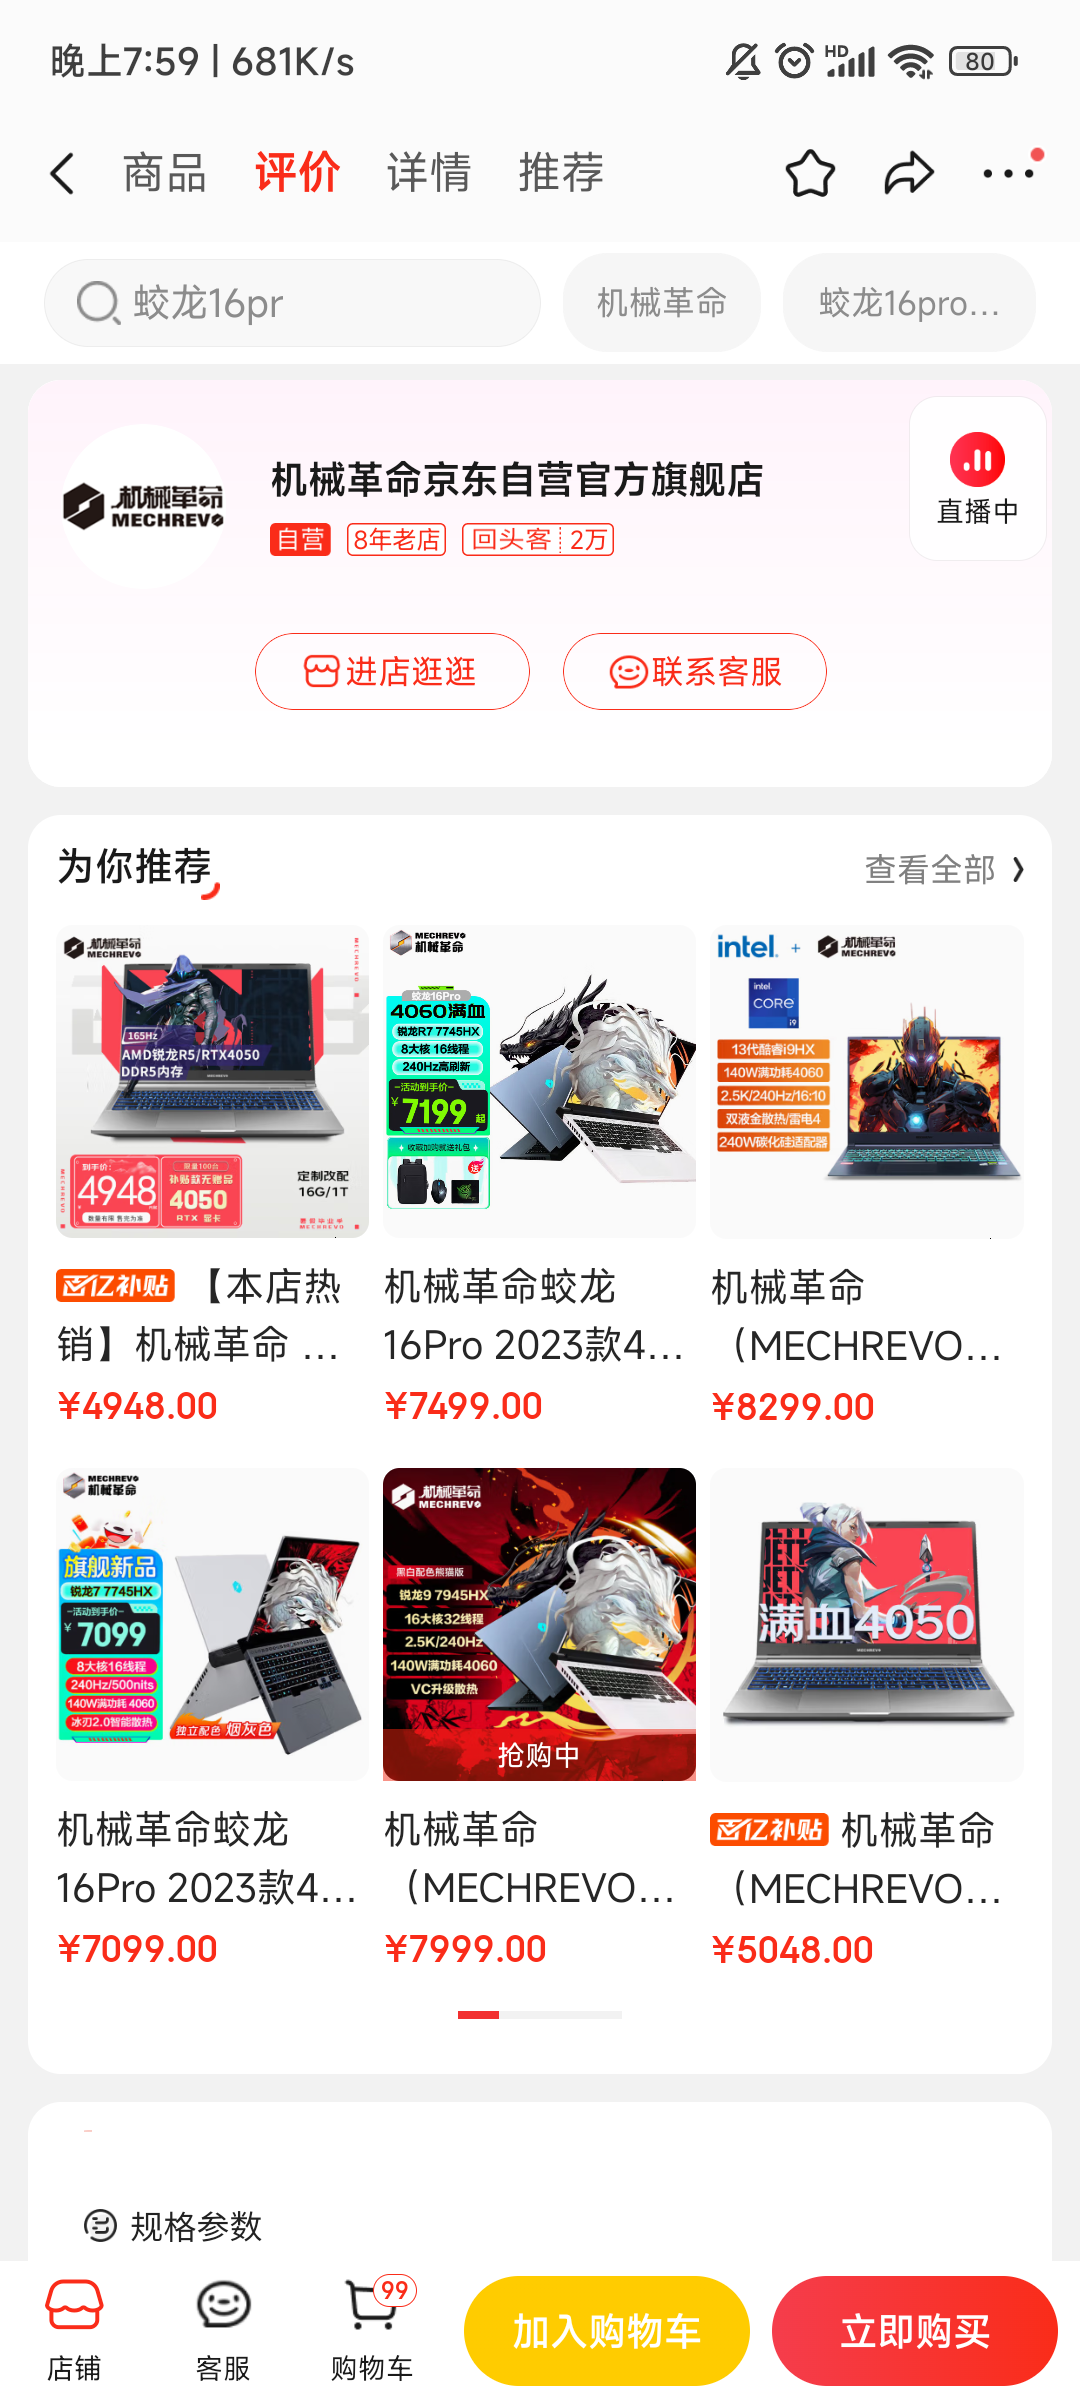 晚上7:59 | 681K/s
HD
80
商品 评价 详情 推荐
蛟龙16pr
机械革命
蛟龙16pro...
机械革命
MECHREVO
机械革命京东自营官方旗舰店
自营 8年老店 回头客 2万
直播中
进店逛逛
联系客服
为你推荐
查看全部
机械革命
MECHREVO
165Hz
AMD锐龙R5/RTX4050
DDR5内存
到手价:
4948
数量有限 售完为准
限量100台
补贴款无赠品
4050
RTX 显卡
定制改配
16G/1T
【本店热
百亿补贴
销】机械革命 ...
¥4948.00
MECHREVO
机械革命
蛟龙16Pro
4060满血
锐龙R7 7745HX
8大核 16线程
240Hz高刷新
活动到手价
¥7199起
收藏加购就送礼包
送
机械革命蛟龙
16Pro 2023款4...
¥7499.00
intel. + 机械革命
MECHREVO
intel
CORE
i9
13代酷睿i9HX
140W满功耗4060
2.5K/240Hz/16:10
双液金散热/雷电4
240W碳化硅适配器
机械革命
（MECHREVO...
¥8299.00
MECHREVO
机械革命
旗舰新品
锐龙7 7745HX
活动到手价
¥7099
8大核16线程
240Hz/500nits
140W满功耗 4060
冰刃2.0智能散热
独立配色 烟灰色
机械革命蛟龙
16Pro 2023款4...
¥7099.00
机械革命
MECHREVO
黑白配色熊猫版
锐龙9 7945HX
16大核32线程
2.5K/240Hz
140W满功耗4060
VC升级散热
抢购中
机械革命
（MECHREVO...
¥7999.00
满血4050
百亿补贴 机械革命
（MECHREVO...
¥5048.00
规格参数
店铺
客服
99
购物车
加入购物车
立即购买